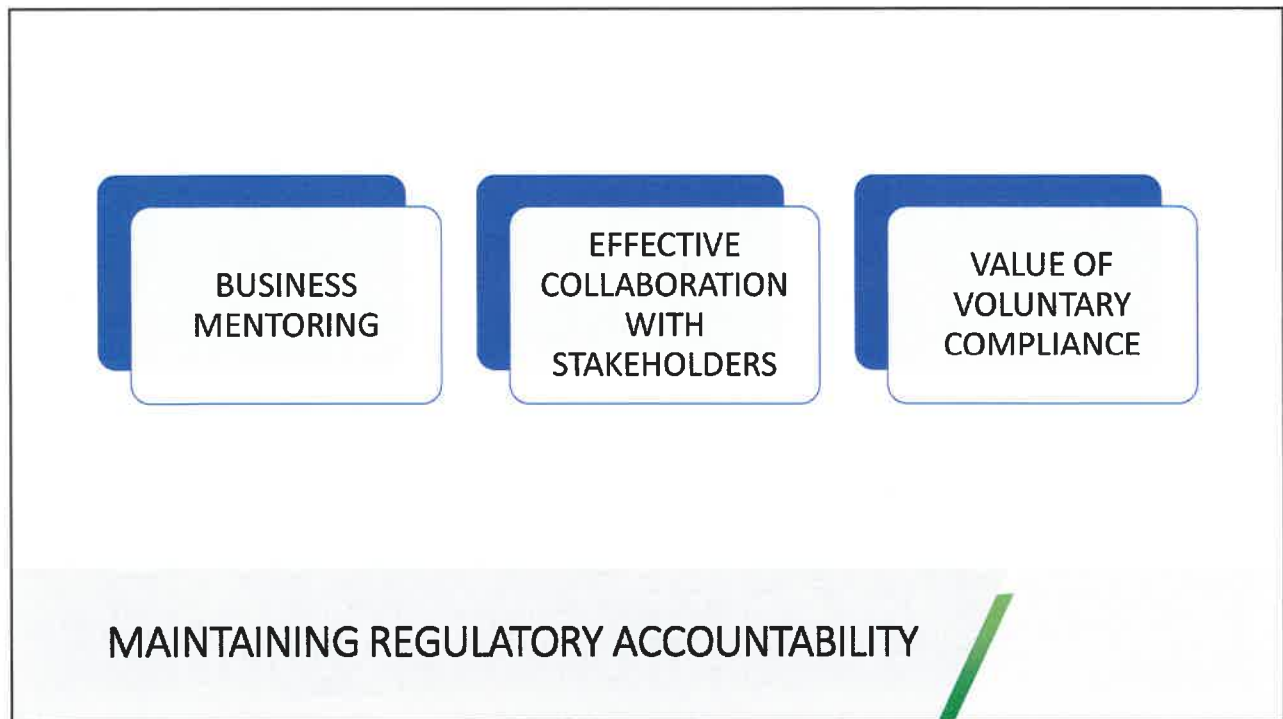 BUSINESS
MENTORING
EFFECTIVE
COLLABORATION
WITH
STAKEHOLDERS
VALUE OF
VOLUNTARY
COMPLIANCE
MAINTAINING REGULATORY ACCOUNTABILITY